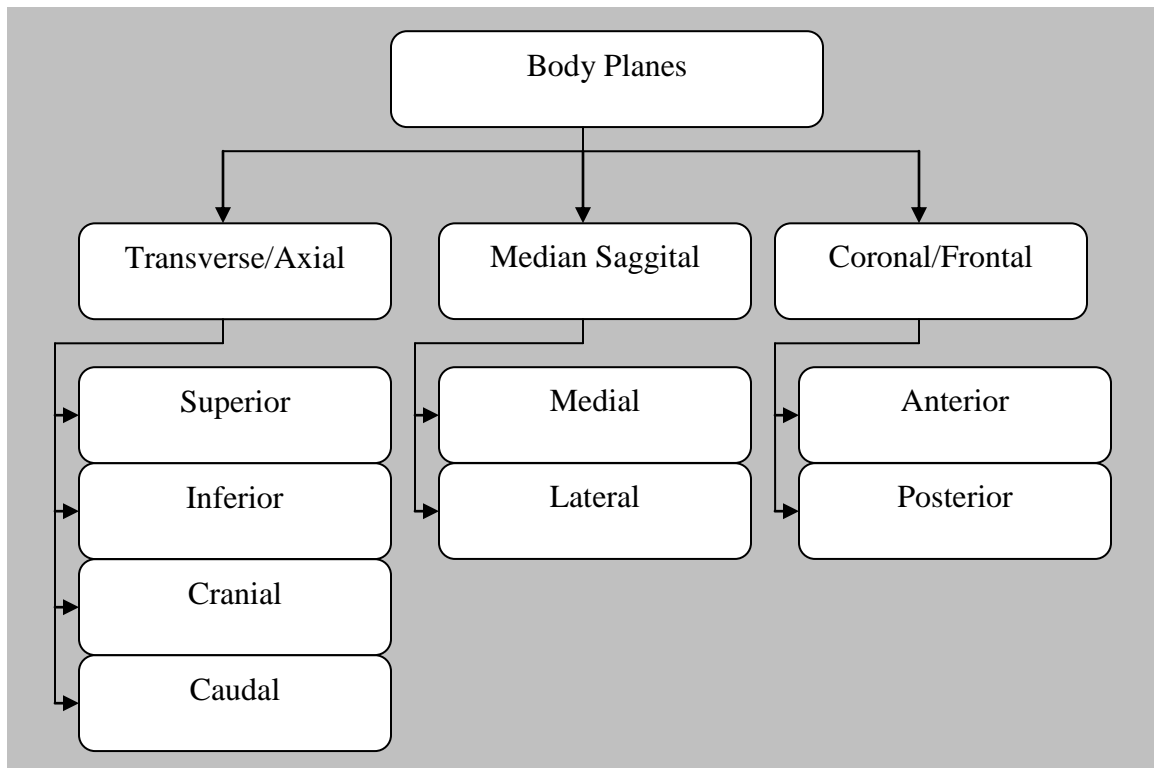 Body Planes
Transverse/Axial
Median Saggital
Coronal/Frontal
Superior
Medial
Anterior
Inferior
Lateral
Posterior
Cranial
Caudal